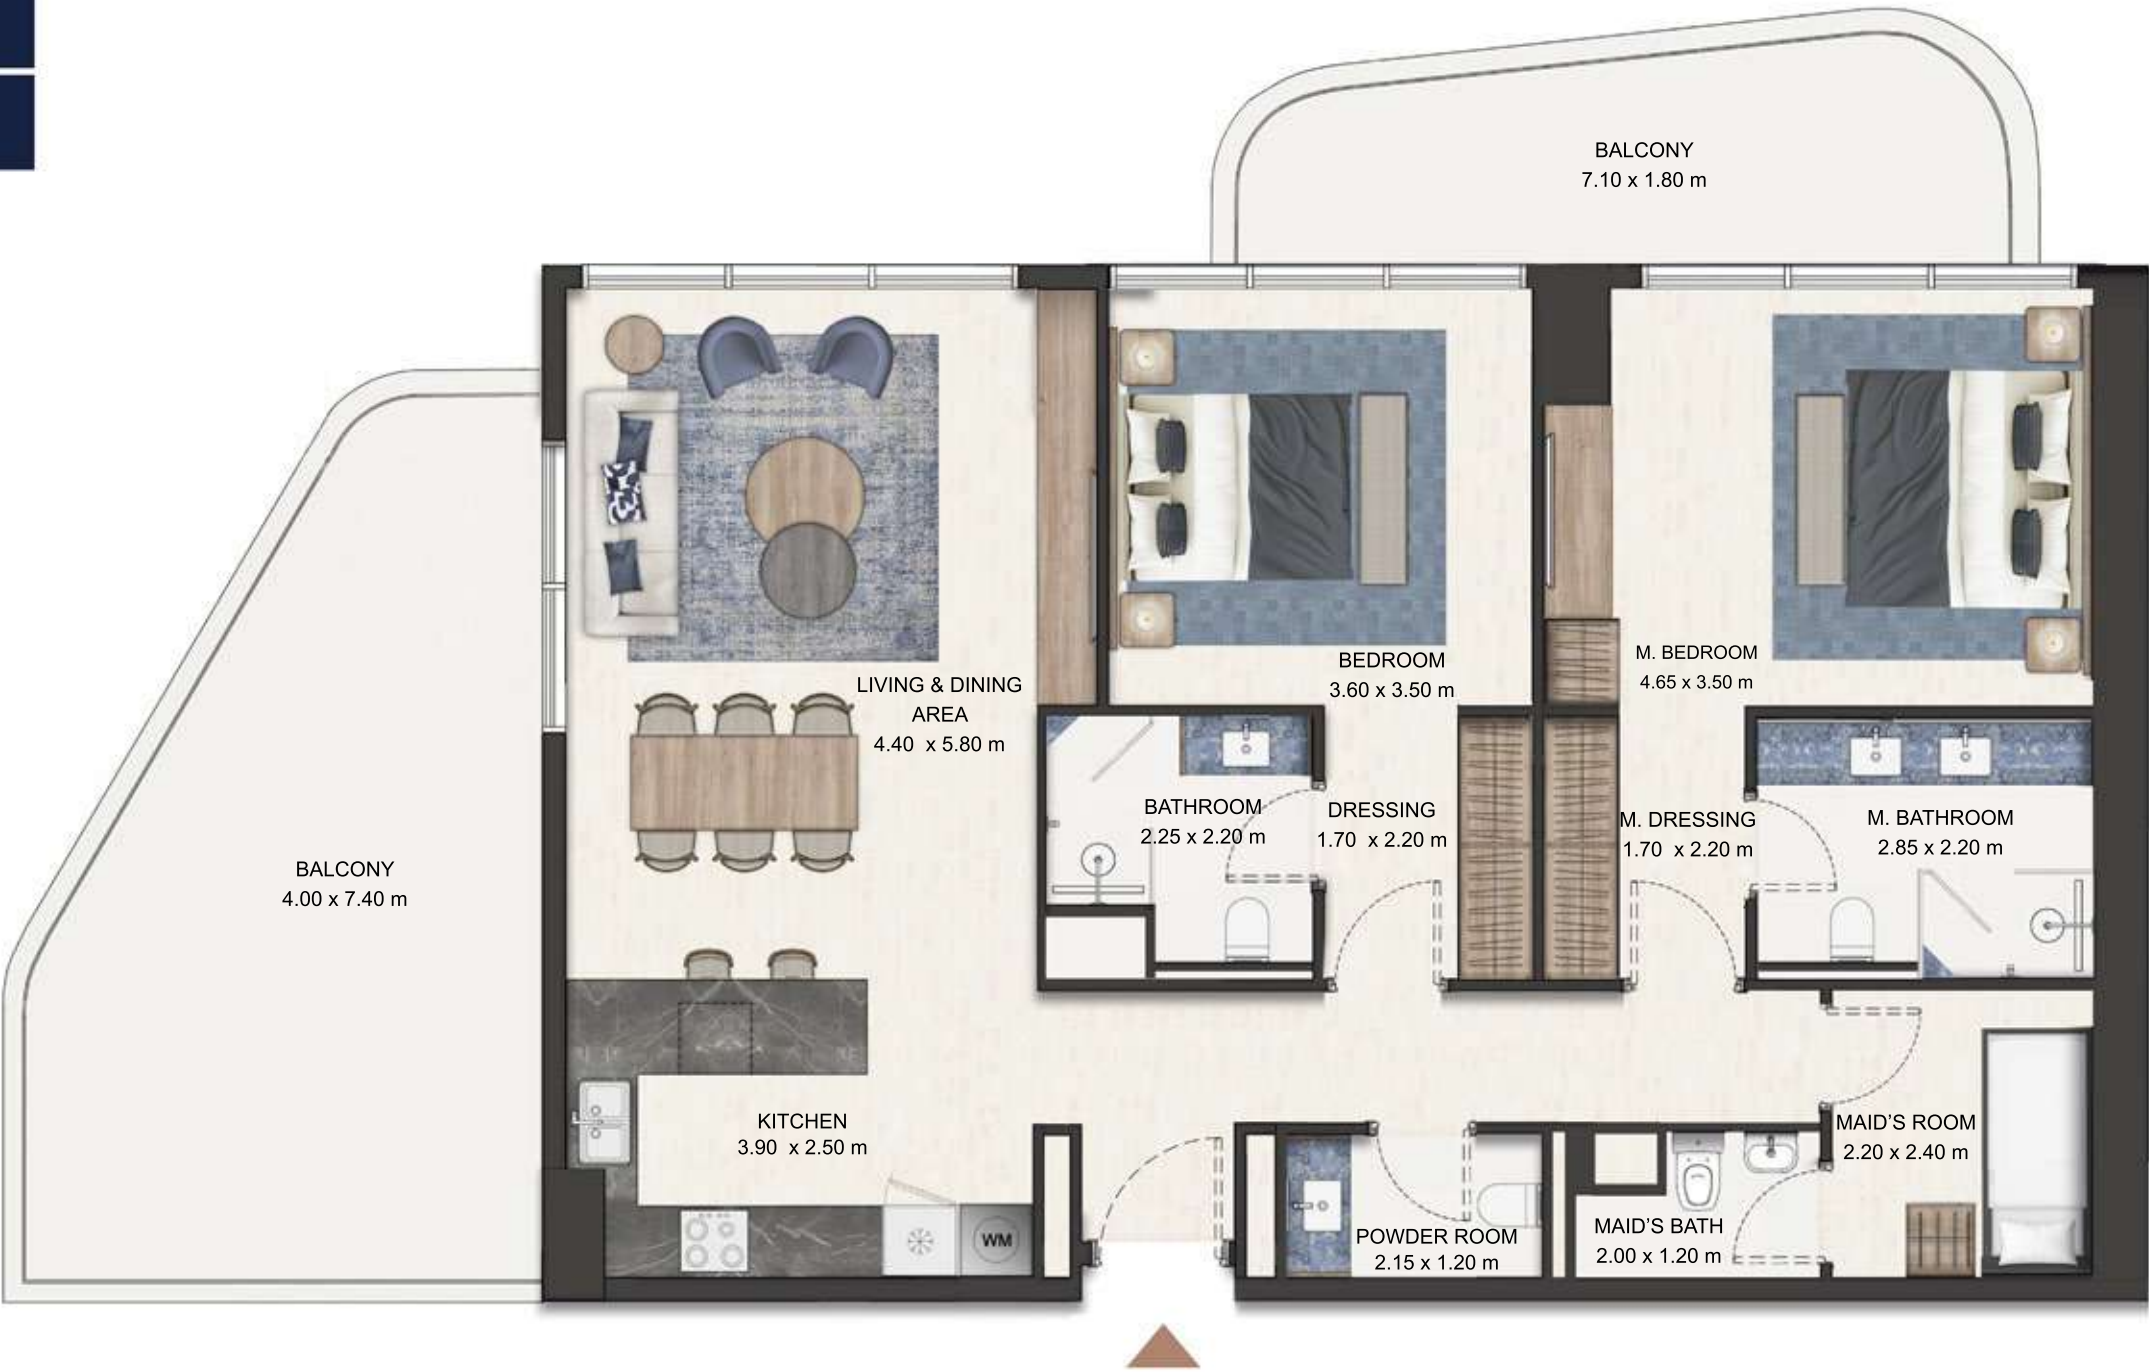 BALCONY
7.10 x 1.80 m
BEDROOM
3.60 x 3.50 m
M. BEDROOM
4.65 x 3.50 m
LIVING & DINING
AREA
4.40 x 5.80 m
BATHROOM
2.25 x 2.20 m
DRESSING
1.70 x 2.20 m
M. DRESSING
1.70 x 2.20 m
M. BATHROOM
2.85 x 2.20 m
BALCONY
4.00 x 7.40 m
KITCHEN
3.90 x 2.50 m
MAID'S ROOM
2.20 x 2.40 m
WM
POWDER ROOM
2.15 x 1.20 m
MAID'S BATH
2.00 x 1.20 m